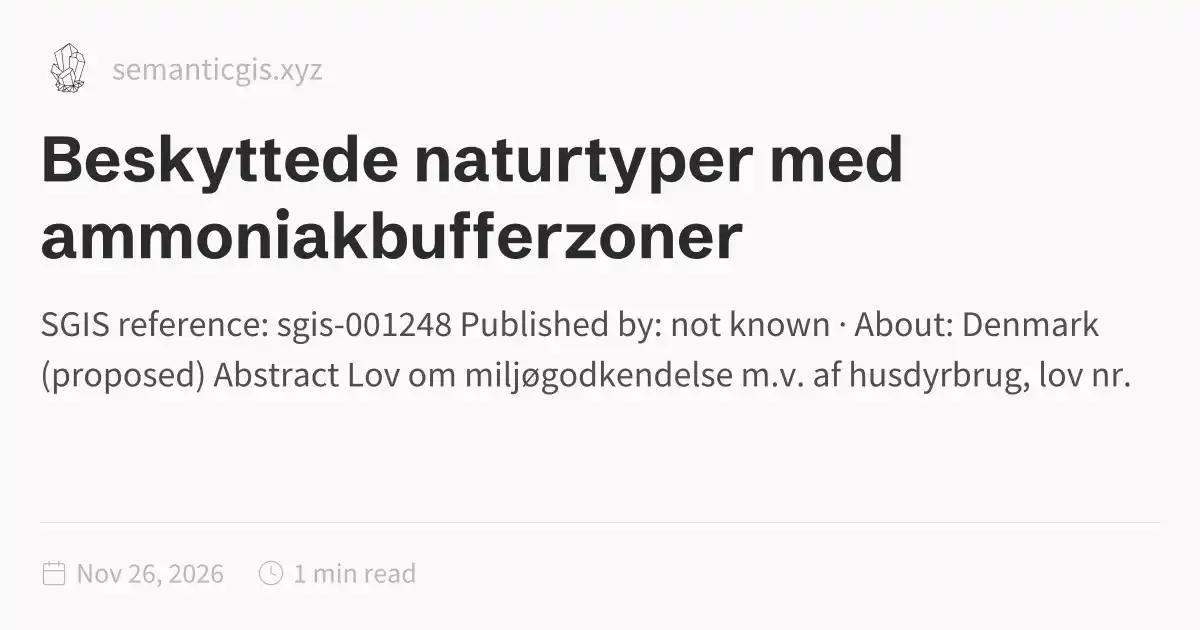 semanticgis.xyz
Beskyttede naturtyper med
ammoniakbufferzoner
SGIS reference: sgis-001248 Published by: not known · About: Denmark
(proposed) Abstract Lov om miljøgodkendelse m.v. af husdyrbrug, lov nr.
Nov 26, 2026 1 min read